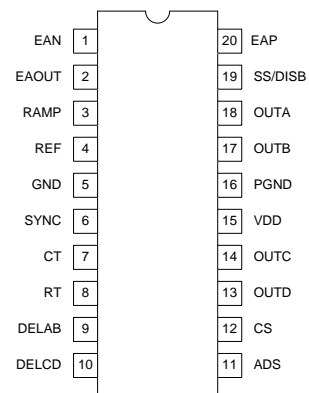 EAN 1 20 EAP
EAOUT 2 19 SS/DISB
RAMP 3 18 OUTA
REF 4 17 OUTB
GND 5 16 PGND
SYNC 6 15 VDD
CT 7 14 OUTC
RT 8 13 OUTD
DELAB 9 12 CS
DELCD 10 11 ADS